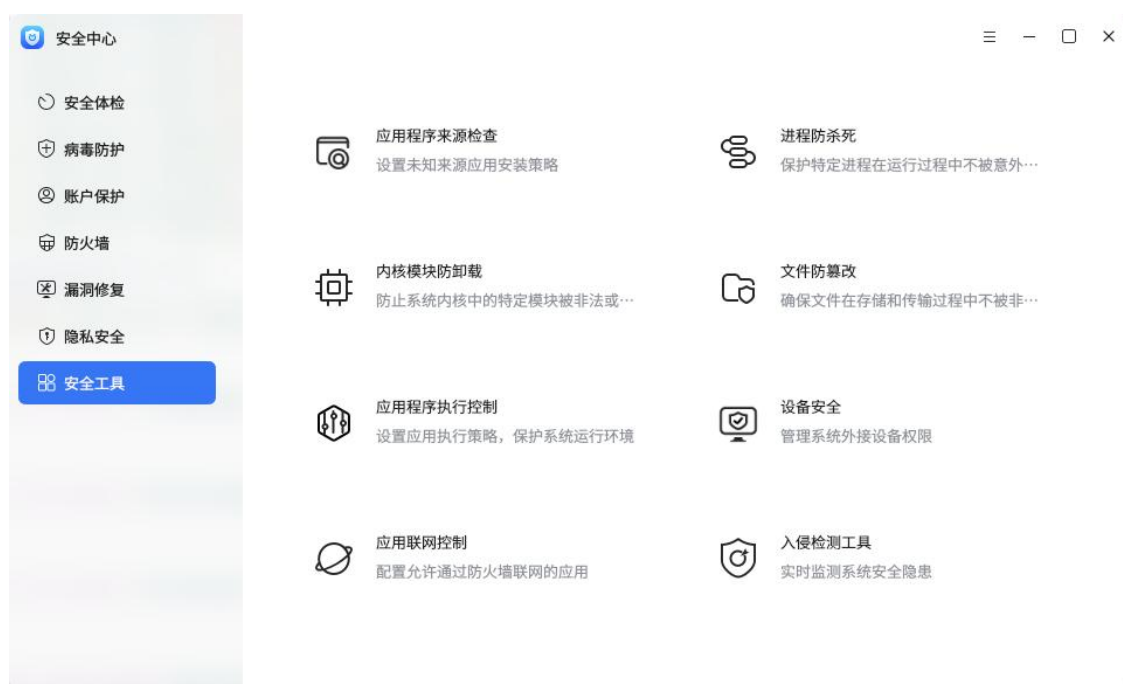 安全中心
安全体检
病毒防护
账户保护
防火墙
漏洞修复
隐私安全
安全工具
应用程序来源检查
设置未知来源应用安装策略
进程防杀死
保护特定进程在运行过程中不被意外…
内核模块防卸载
防止系统内核中的特定模块被非法或…
文件防篡改
确保文件在存储和传输过程中不被非…
应用程序执行控制
设置应用执行策略，保护系统运行环境
设备安全
管理系统外接设备权限
应用联网控制
配置允许通过防火墙联网的应用
入侵检测工具
实时监测系统安全隐患